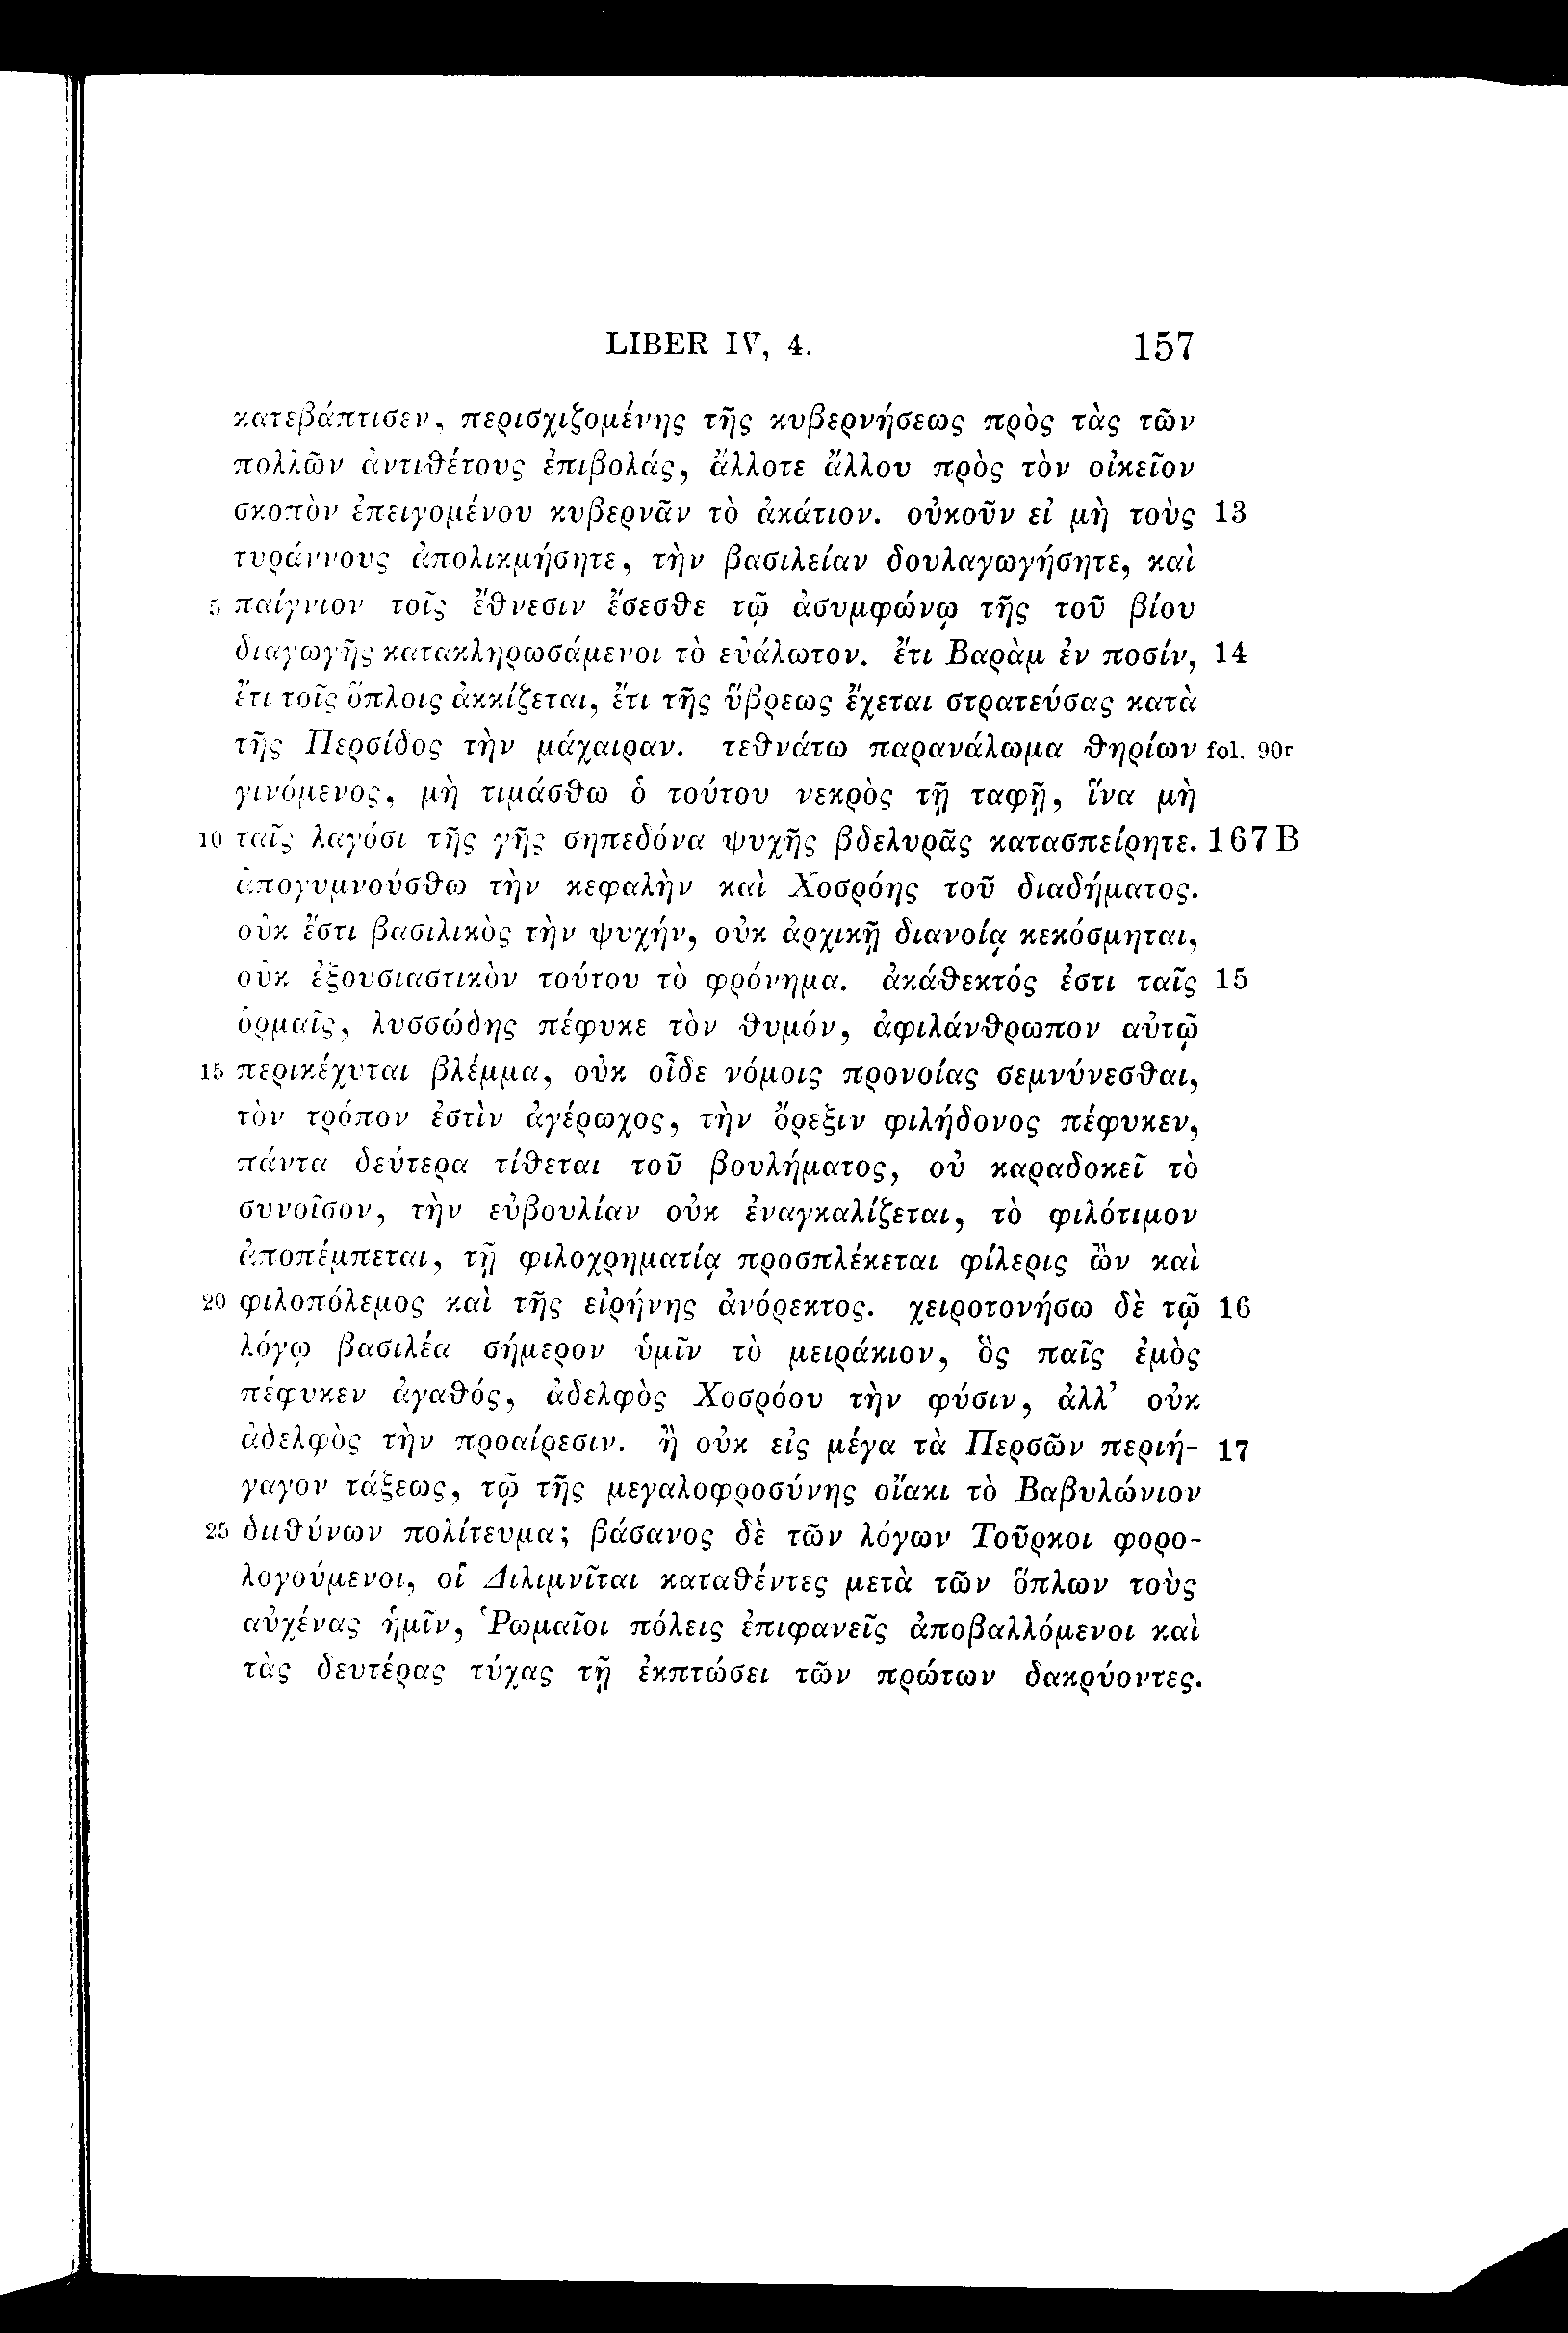 LIBER IV, 4. 157
κατεβάπτισεν, περισχιζομένης τῆς κυβερνήσεως πρὸς τὰς τῶν
πολλῶν ἀντιθέτους ἐπιβολάς, ἄλλοτε ἄλλου πρὸς τὸν οἰκεῖον
σκοπὸν ἐπειγομένου κυβερνᾶν τὸ ἀκάτιον. οὐκοῦν εἰ μὴ τοὺς 13
τυράννους ἀπολικμήσητε, τὴν βασιλείαν δουλαγωγήσητε, καὶ
5 παίγνιον τοῖς ἔθνεσιν ἔσεσθε τῷ ἀσυμφώνῳ τῆς τοῦ βίου
διαγωγῆς κατακληρωσάμενοι τὸ εὐάλωτον. ἔτι Βαρὰμ ἐν ποσίν, 14
ἔτι τοῖς ὅπλοις ἀκκίζεται, ἔτι τῆς ὕβρεως ἔχεται στρατεύσας κατὰ
τῆς Περσίδος τὴν μάχαιραν. τεθνάτω παρανάλωμα θηρίων fol. 90r
γινόμενος, μὴ τιμάσθω ὁ τούτου νεκρὸς τῇ ταφῇ, ἵνα μὴ
10 ταῖς λαγόσι τῆς γῆς σηπεδόνα ψυχῆς βδελυρᾶς κατασπείρητε. 167 B
ἀπογυμνούσθω τὴν κεφαλὴν καὶ Χοσρόης τοῦ διαδήματος.
οὐκ ἔστι βασιλικὸς τὴν ψυχήν, οὐκ ἀρχικῇ διανοίᾳ κεκόσμηται,
οὐκ ἐξουσιαστικὸν τούτου τὸ φρόνημα. ἀκάθεκτός ἐστι ταῖς 15
ὁρμαῖς, λυσσώδης πέφυκε τὸν θυμόν, ἀφιλάνθρωπον αὐτῷ
15 περικέχυται βλέμμα, οὐκ οἶδε νόμοις προνοίας σεμνύνεσθαι,
τὸν τρόπον ἐστὶν ἀγέρωχος, τὴν ὄρεξιν φιλήδονος πέφυκεν,
πάντα δεύτερα τίθεται τοῦ βουλήματος, οὐ καραδοκεῖ τὸ
συνοῖσον, τὴν εὐβουλίαν οὐκ ἐναγκαλίζεται, τὸ φιλότιμον
ἀποπέμπεται, τῇ φιλοχρηματίᾳ προσπλέκεται φίλερις ὢν καὶ
20 φιλοπόλεμος καὶ τῆς εἰρήνης ἀνόρεκτος. χειροτονήσω δὲ τῷ 16
λόγῳ βασιλέα σήμερον ὑμῖν τὸ μειράκιον, ὃς παῖς ἐμὸς
πέφυκεν ἀγαθός, ἀδελφὸς Χοσρόου τὴν φύσιν, ἀλλ' οὐκ
ἀδελφὸς τὴν προαίρεσιν. ἢ οὐκ εἰς μέγα τὰ Περσῶν περιή- 17
γαγον τάξεως, τῷ τῆς μεγαλοφροσύνης οἴακι τὸ Βαβυλώνιον
25 διιθύνων πολίτευμα; βάσανος δὲ τῶν λόγων Τοῦρκοι φορο-
λογούμενοι, οἱ Διλιμνῖται καταθέντες μετὰ τῶν ὅπλων τοὺς
αὐχένας ἡμῖν, Ῥωμαῖοι πόλεις ἐπιφανεῖς ἀποβαλλόμενοι καὶ
τὰς δευτέρας τύχας τῇ ἐκπτώσει τῶν πρώτων δακρύοντες.